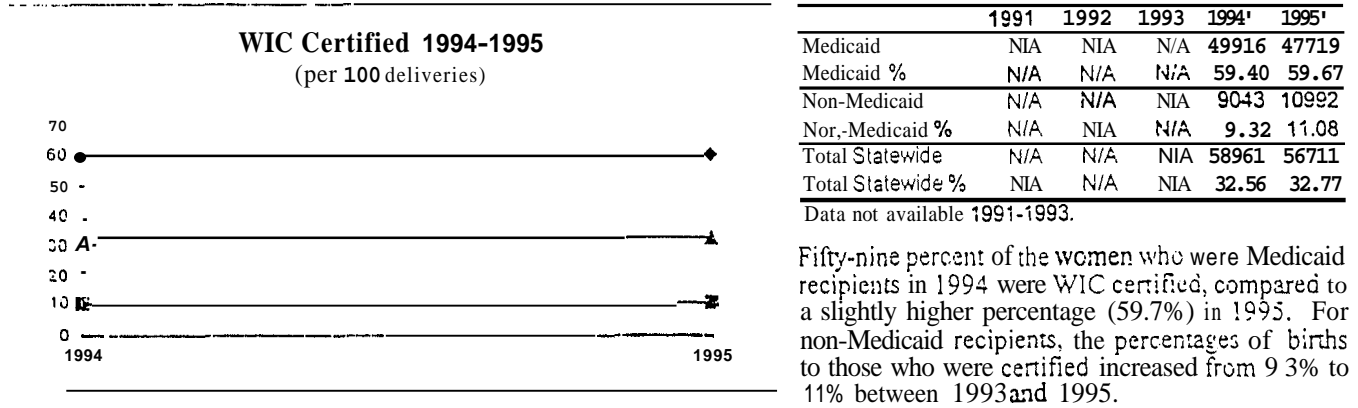 WIC Certified 1994-1995
(per 100 deliveries)
70
60
50
40
30 A
20
10
0
1994 1995
1991 1992 1993 1994' 1995'
Medicaid NIA NIA N/A 49916 47719
Medicaid % N/A N/A N/A 59.40 59.67
Non-Medicaid N/A N/A NIA 9043 10992
Nor,-Medicaid % N/A NIA N/A 9.32 11.08
Total Statewide N/A N/A NIA 58961 56711
Total Statewide % NIA N/A NIA 32.56 32.77
Data not available 1991-1993.
Fifty-nine percent of the women who were Medicaid
recipients in 1994 were WIC certified, compared to
a slightly higher percentage (59.7%) in 1995. For
non-Medicaid recipients, the percentages of births
to those who were certified increased from 9 3% to
11% between 1993and 1995.